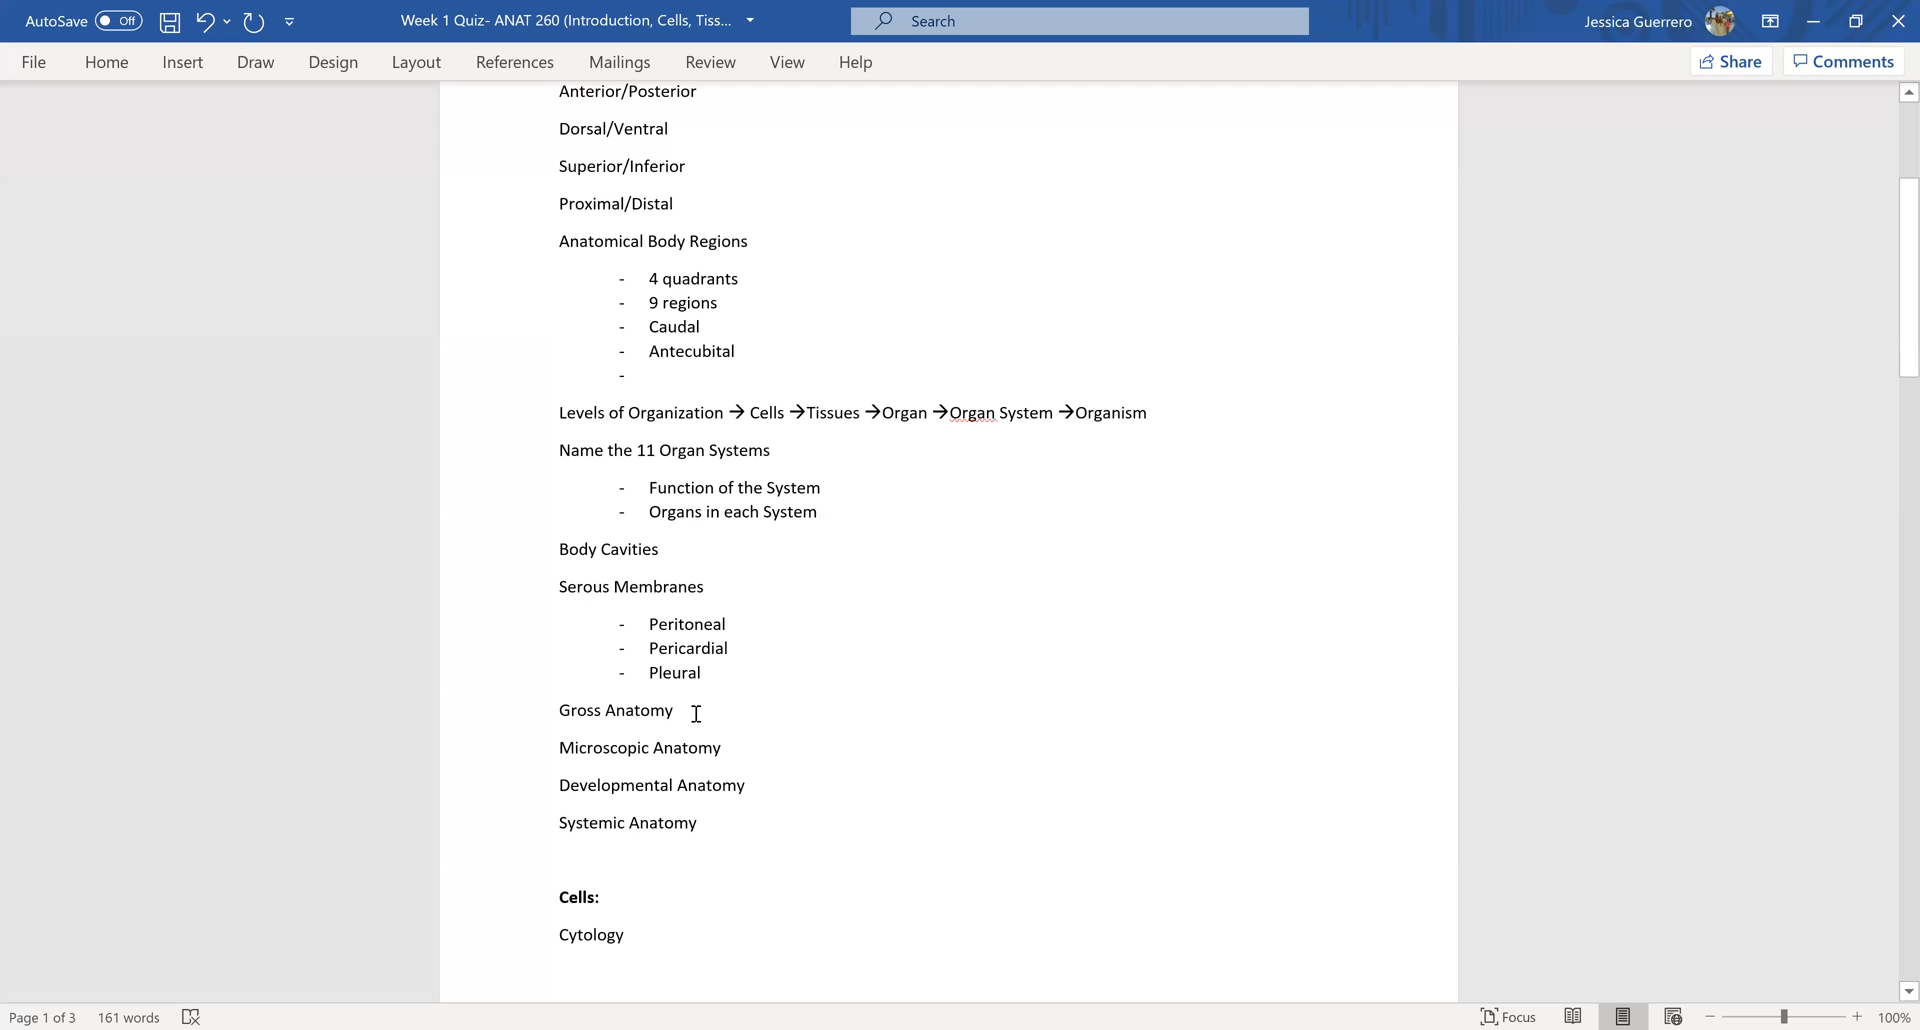 AutoSave Off Week 1 Quiz- ANAT 260 (Introduction, Cells, Tiss... Search Jessica Guerrero
File Home Insert Draw Design Layout References Mailings Review View Help Share Comments
Anterior/Posterior
Dorsal/Ventral
Superior/Inferior
Proximal/Distal
Anatomical Body Regions
- 4 quadrants
- 9 regions
- Caudal
- Antecubital
-
Levels of Organization → Cells →Tissues →Organ →Organ System →Organism
Name the 11 Organ Systems
- Function of the System
- Organs in each System
Body Cavities
Serous Membranes
- Peritoneal
- Pericardial
- Pleural
Gross Anatomy
Microscopic Anatomy
Developmental Anatomy
Systemic Anatomy
Cells:
Cytology
Page 1 of 3 161 words Focus 100%